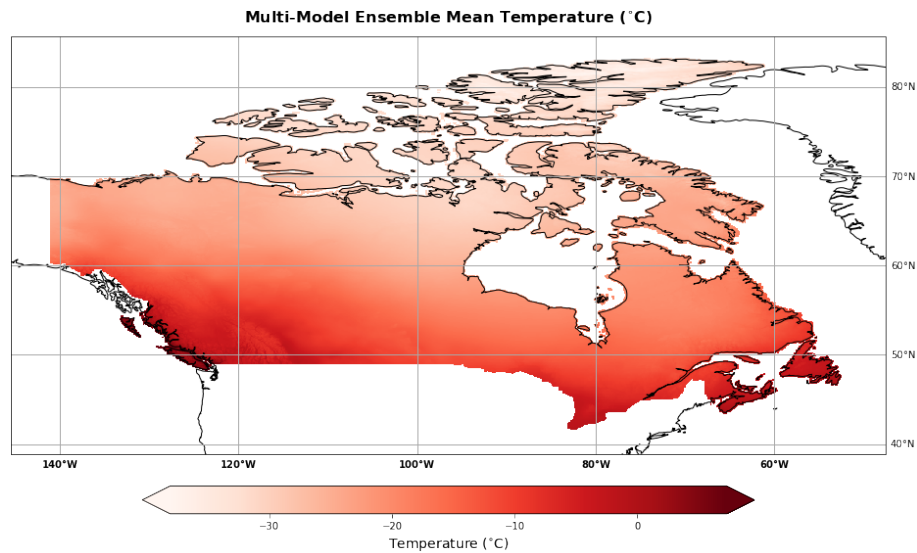 Multi-Model Ensemble Mean Temperature (°C)
80°N
70°N
60°N
50°N
40°N
140°W 120°W 100°W 80°W 60°W
−30 −20 −10 0
Temperature (°C)